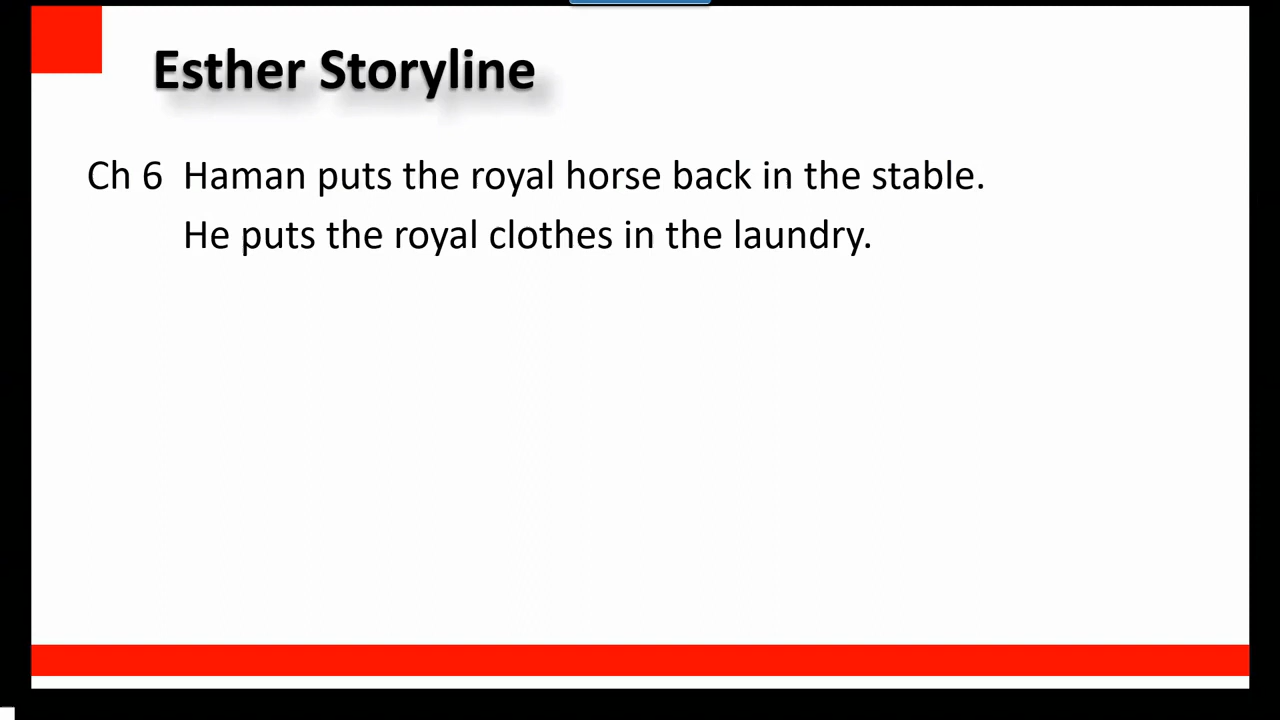 Esther Storyline
Ch 6 Haman puts the royal horse back in the stable.
He puts the royal clothes in the laundry.